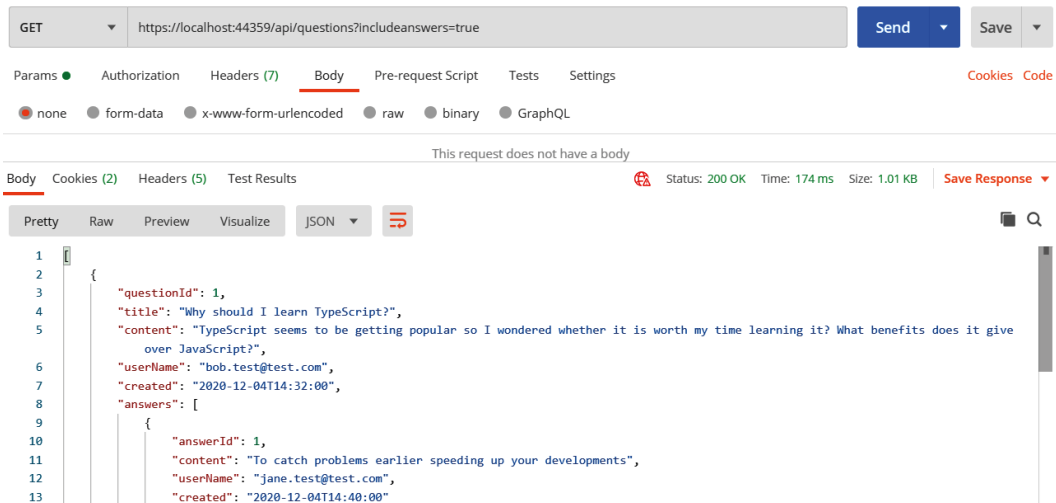 GET https://localhost:44359/api/questions?includeanswers=true Send Save
Params Authorization Headers (7) Body Pre-request Script Tests Settings Cookies Code
none form-data x-www-form-urlencoded raw binary GraphQL
This request does not have a body
Body Cookies (2) Headers (5) Test Results Status: 200 OK Time: 174 ms Size: 1.01 KB Save Response
Pretty Raw Preview Visualize JSON
1 [
2 {
3 "questionId": 1,
4 "title": "Why should I learn TypeScript?",
5 "content": "TypeScript seems to be getting popular so I wondered whether it is worth my time learning it? What benefits does it give
over JavaScript?",
6 "userName": "bob.test@test.com",
7 "created": "2020-12-04T14:32:00",
8 "answers": [
9 {
10 "answerId": 1,
11 "content": "To catch problems earlier speeding up your developments",
12 "userName": "jane.test@test.com",
13 "created": "2020-12-04T14:40:00"